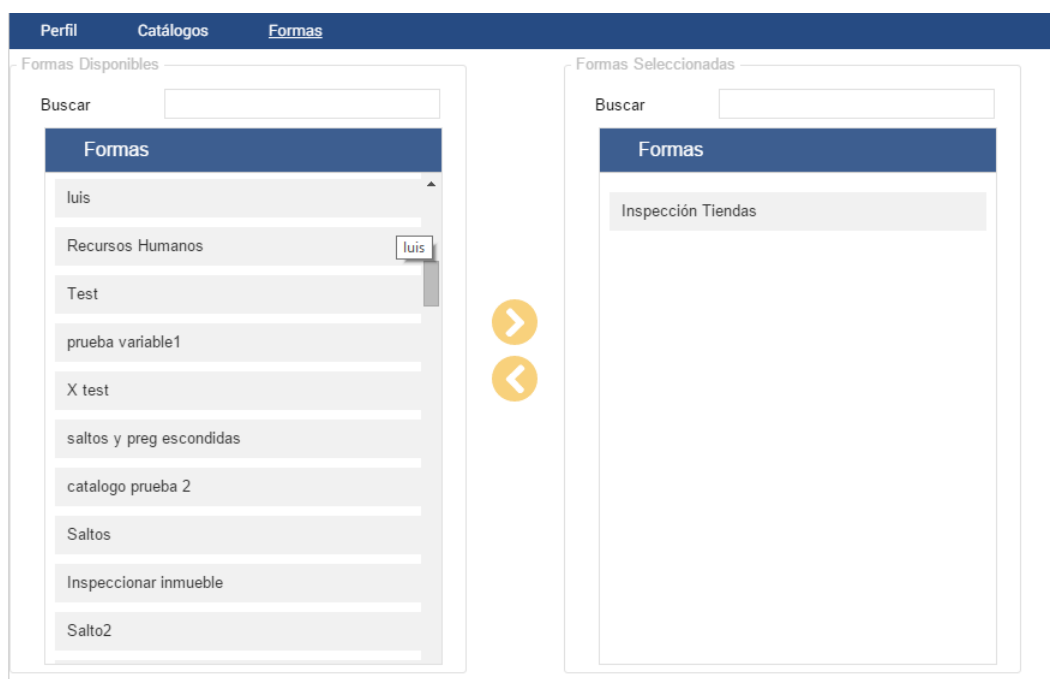 Perfil Catálogos Formas
Formas Disponibles
Buscar
Formas
luis
Recursos Humanos
luis
Test
prueba variable1
X test
saltos y preg escondidas
catalogo prueba 2
Saltos
Inspeccionar inmueble
Salto2
Formas Seleccionadas
Buscar
Formas
Inspección Tiendas